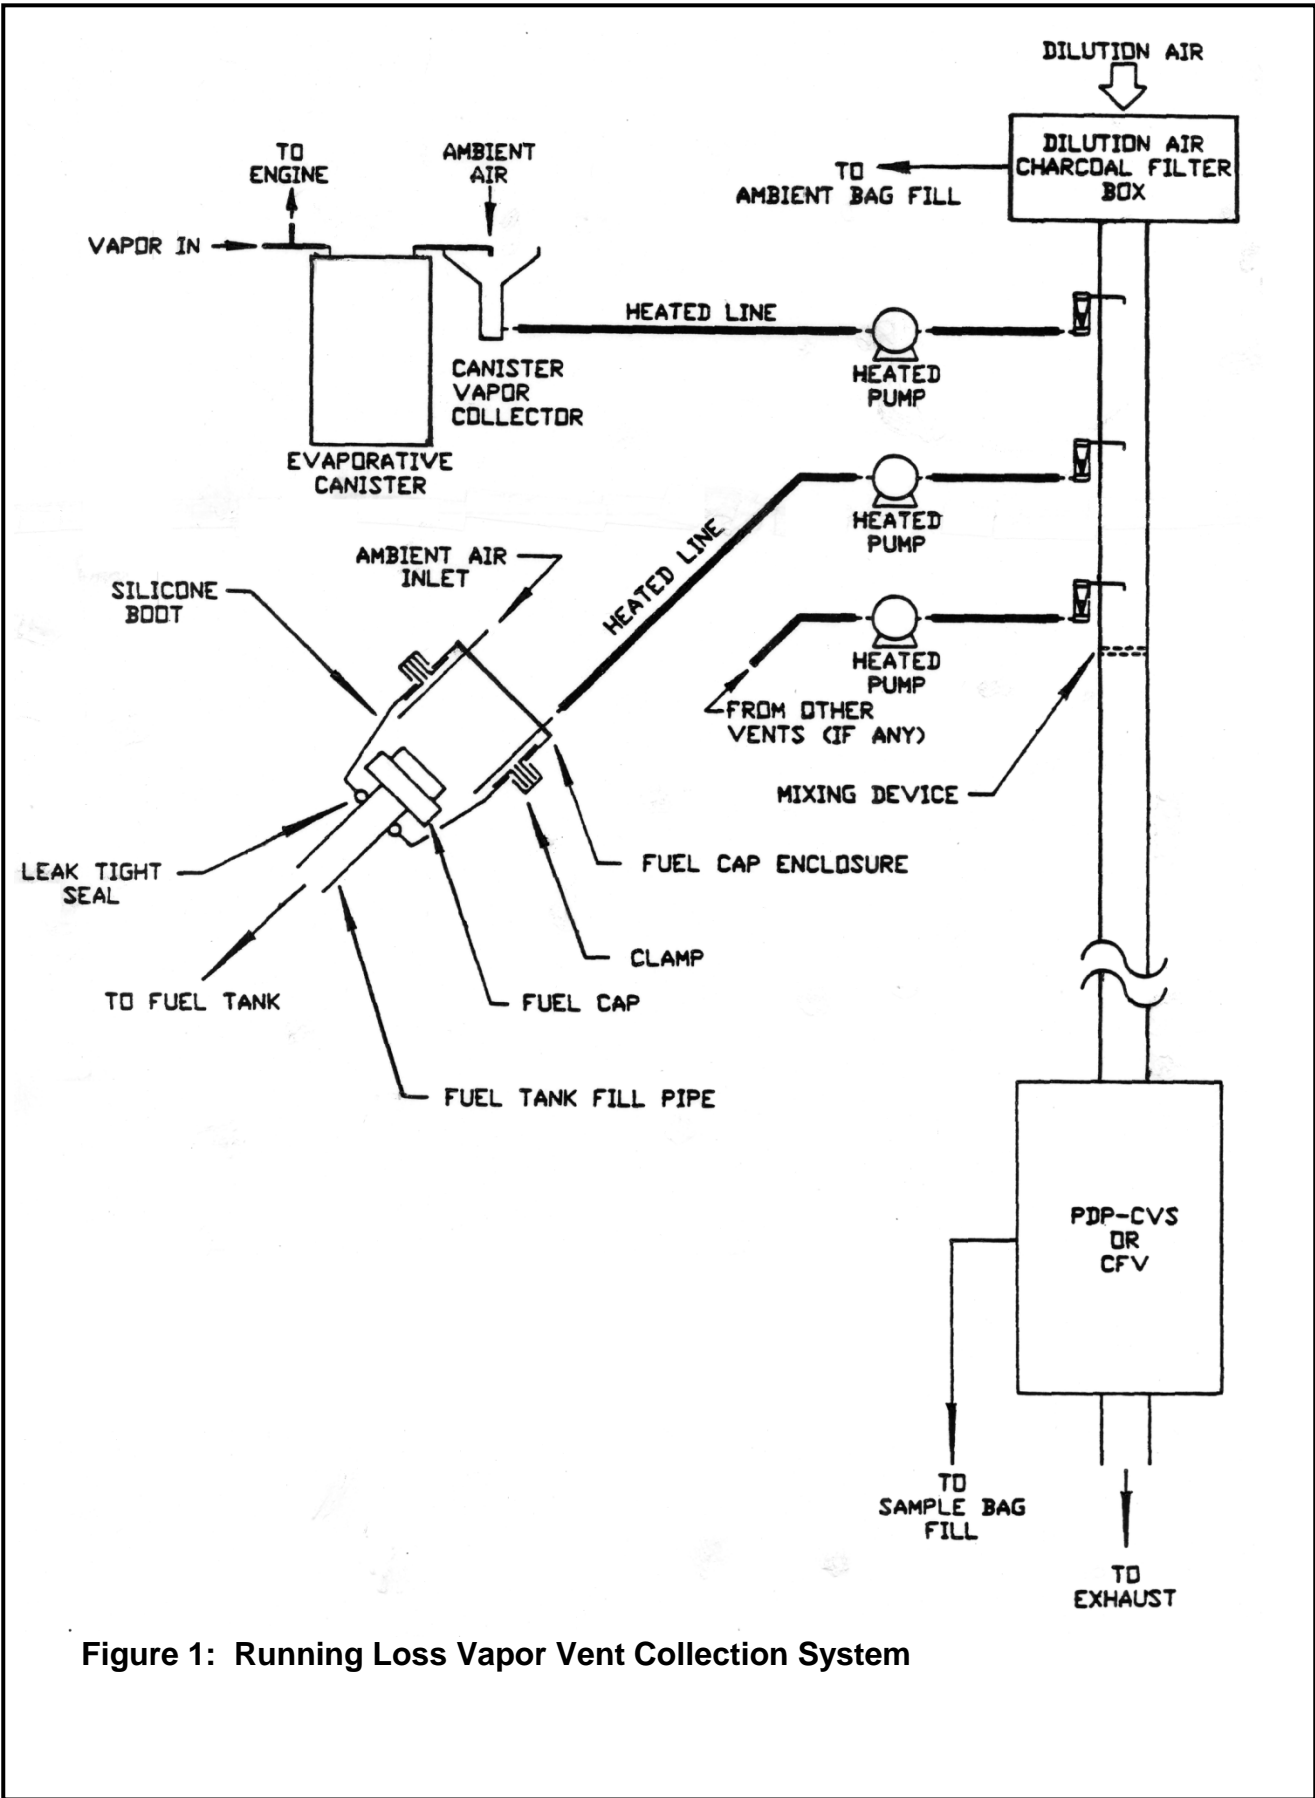 DILUTION AIR
DILUTION AIR
CHARCOAL FILTER
BOX
TO
AMBIENT BAG FILL
TO
ENGINE
AMBIENT
AIR
VAPOR IN
HEATED LINE
CANISTER
VAPOR
COLLECTOR
HEATED
PUMP
EVAPORATIVE
CANISTER
HEATED LINE
HEATED
PUMP
AMBIENT AIR
INLET
SILICONE
BOOT
HEATED
PUMP
FROM OTHER
VENTS (IF ANY)
MIXING DEVICE
LEAK TIGHT
SEAL
FUEL CAP ENCLOSURE
CLAMP
TO FUEL TANK
FUEL CAP
FUEL TANK FILL PIPE
PDP-CVS
OR
CFV
TO
SAMPLE BAG
FILL
TO
EXHAUST
Figure 1: Running Loss Vapor Vent Collection System